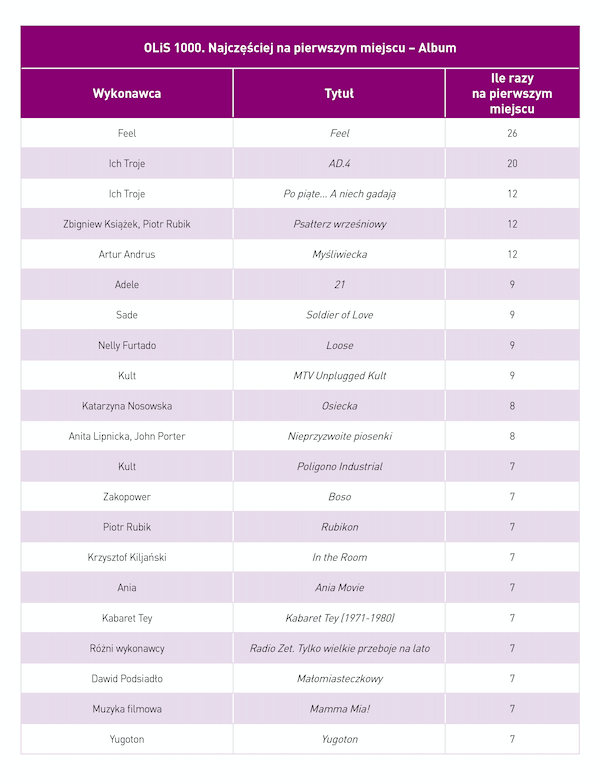 OLiS 1000. Najczęściej na pierwszym miejscu – Album
Wykonawca Tytuł Ile razy
na pierwszym
miejscu
Feel Feel 26
Ich Troje AD.4 20
Ich Troje Po piąte... A niech gadają 12
Zbigniew Książek, Piotr Rubik Psałterz wrześniowy 12
Artur Andrus Myśliwiecka 12
Adele 21 9
Sade Soldier of Love 9
Nelly Furtado Loose 9
Kult MTV Unplugged Kult 9
Katarzyna Nosowska Osiecka 8
Anita Lipnicka, John Porter Nieprzyzwoite piosenki 8
Kult Poligono Industrial 7
Zakopower Boso 7
Piotr Rubik Rubikon 7
Krzysztof Kiljański In the Room 7
Ania Ania Movie 7
Kabaret Tey Kabaret Tey (1971-1980) 7
Różni wykonawcy Radio Zet. Tylko wielkie przeboje na lato 7
Dawid Podsiadło Małomiasteczkowy 7
Muzyka filmowa Mamma Mia! 7
Yugoton Yugoton 7